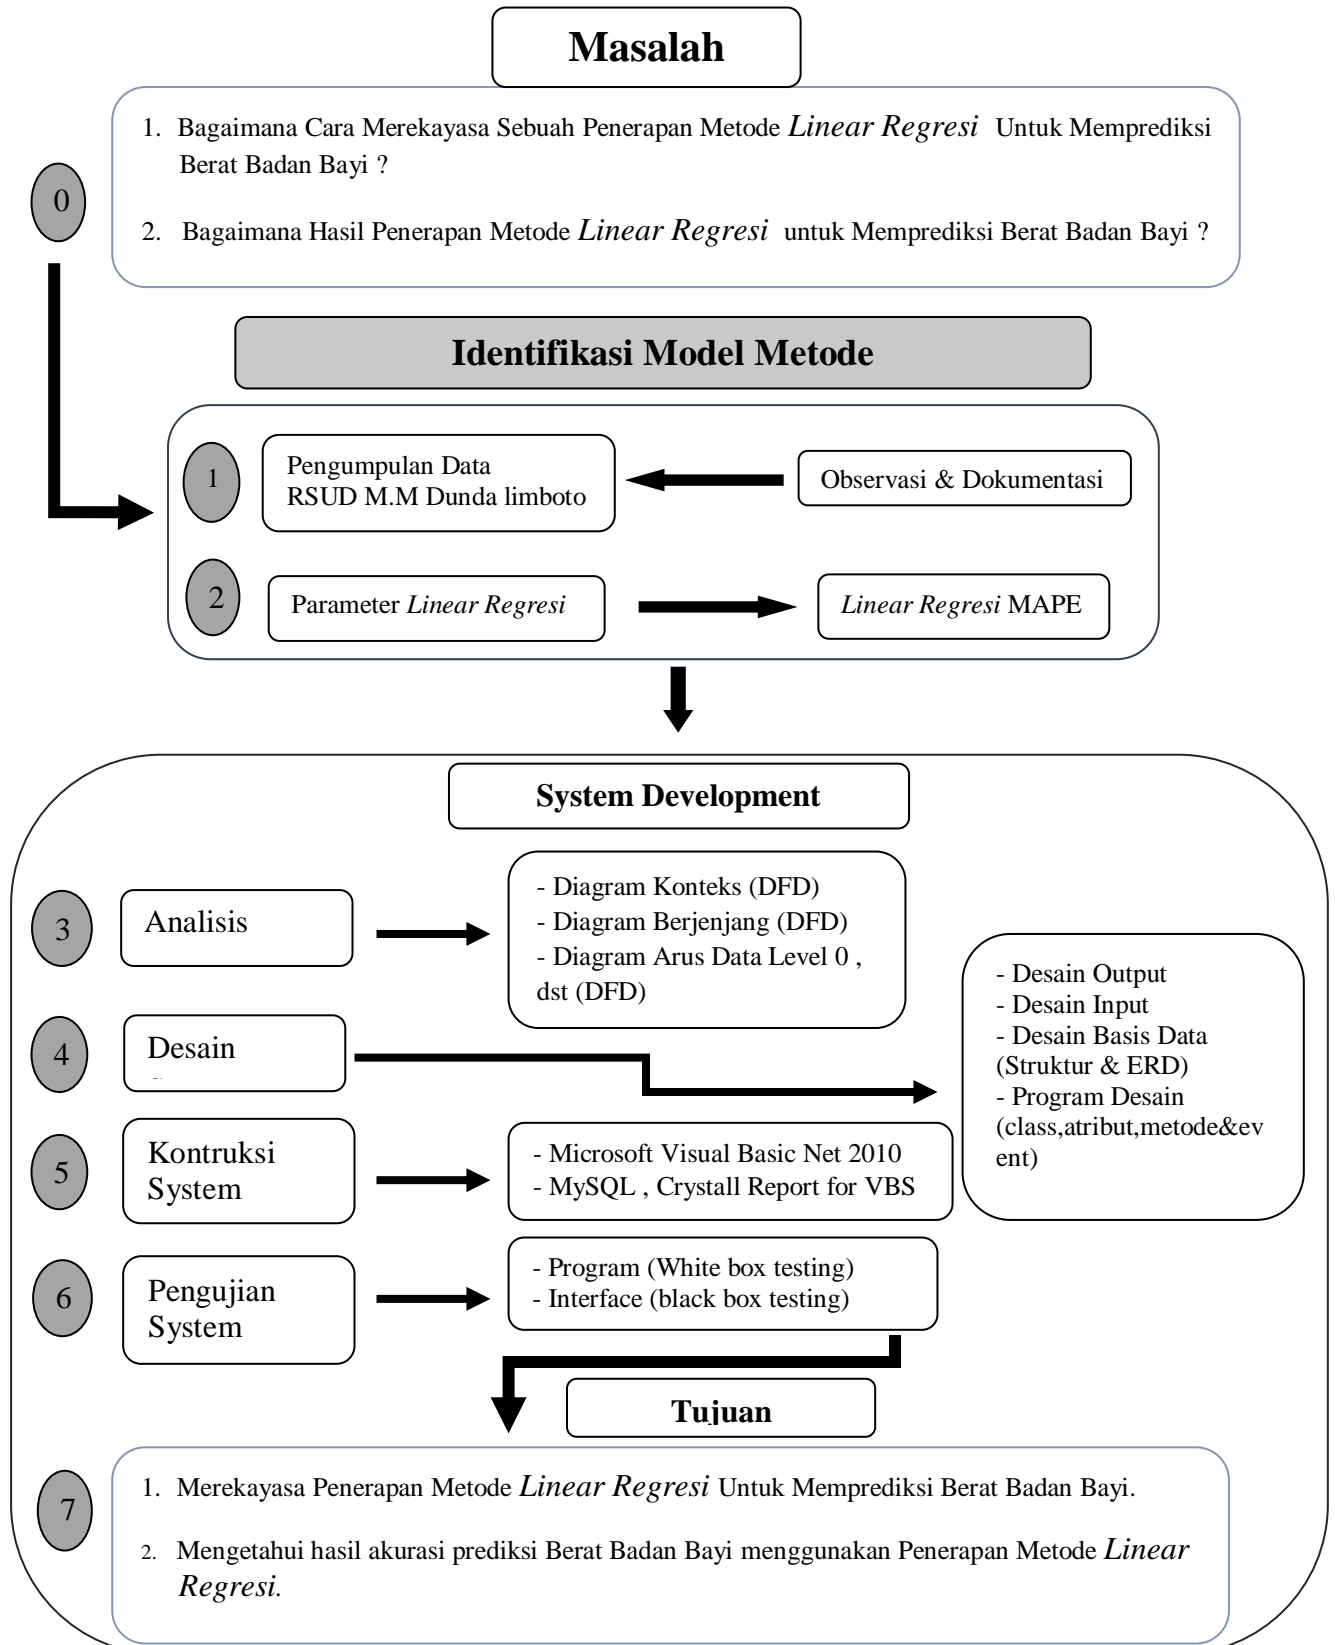 Masalah
1. Bagaimana Cara Merekayasa Sebuah Penerapan Metode Linear Regresi Untuk Memprediksi
Berat Badan Bayi ?
0
2. Bagaimana Hasil Penerapan Metode Linear Regresi untuk Memprediksi Berat Badan Bayi ?
Identifikasi Model Metode
1
Pengumpulan Data
RSUD M.M Dunda limboto
Observasi & Dokumentasi
2
Parameter Linear Regresi
Linear Regresi MAPE
System Development
3
Analisis
- Diagram Konteks (DFD)
- Diagram Berjenjang (DFD)
- Diagram Arus Data Level 0 ,
dst (DFD)
4
Desain
- Desain Output
- Desain Input
- Desain Basis Data
(Struktur & ERD)
- Program Desain
(class,atribut,metode&ev
ent)
5
Kontruksi
System
- Microsoft Visual Basic Net 2010
- MySQL , Crystall Report for VBS
6
Pengujian
System
- Program (White box testing)
- Interface (black box testing)
Tujuan
7
1. Merekayasa Penerapan Metode Linear Regresi Untuk Memprediksi Berat Badan Bayi.
2. Mengetahui hasil akurasi prediksi Berat Badan Bayi menggunakan Penerapan Metode Linear
Regresi.